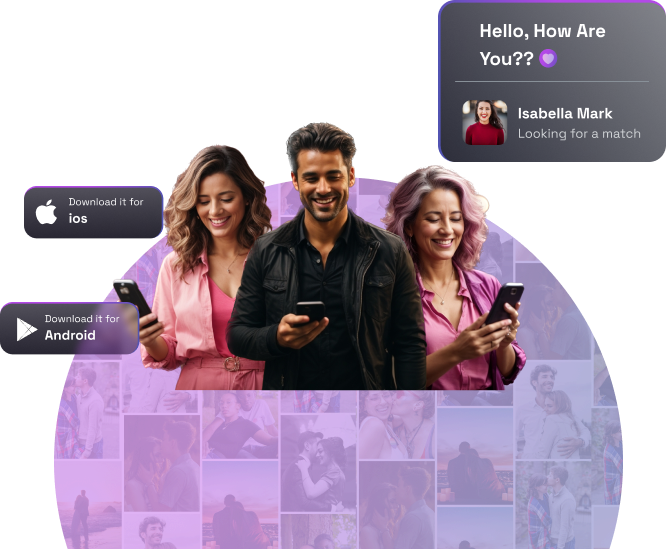 Hello, How Are
You??
Isabella Mark
Looking for a match
Download it for
ios
Download it for
Android